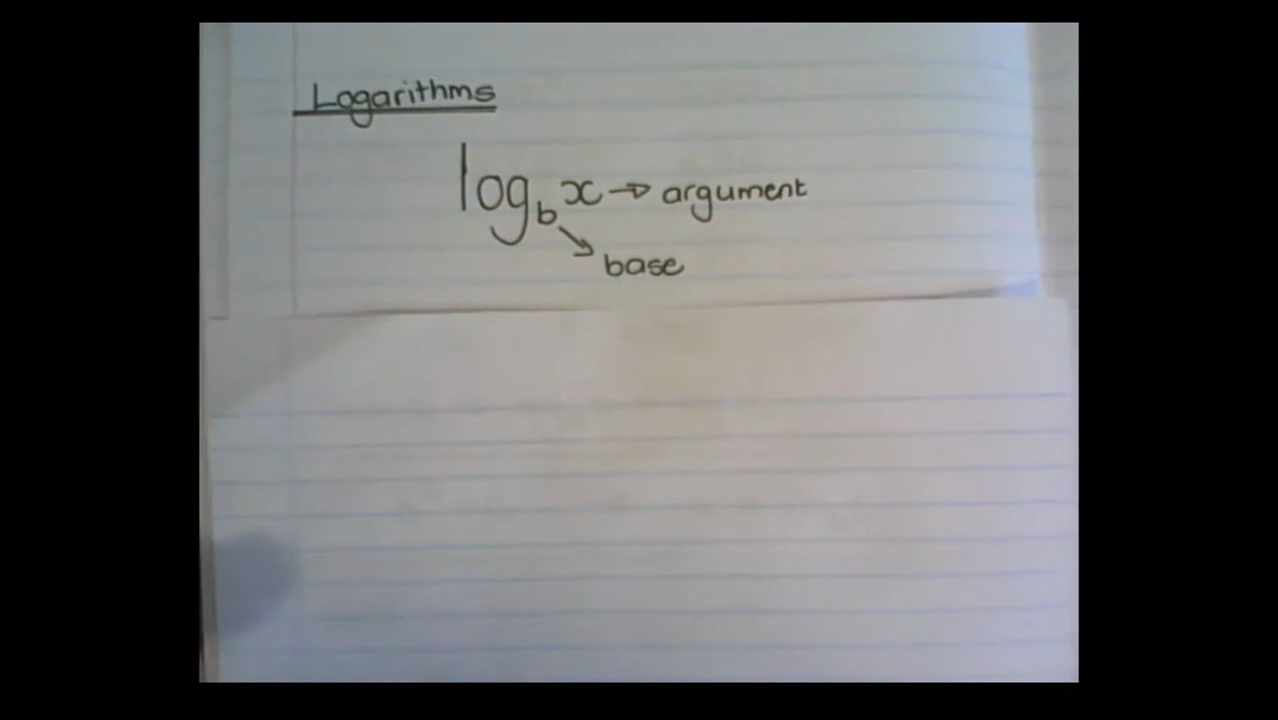 Logarithms
log_b x → argument
base